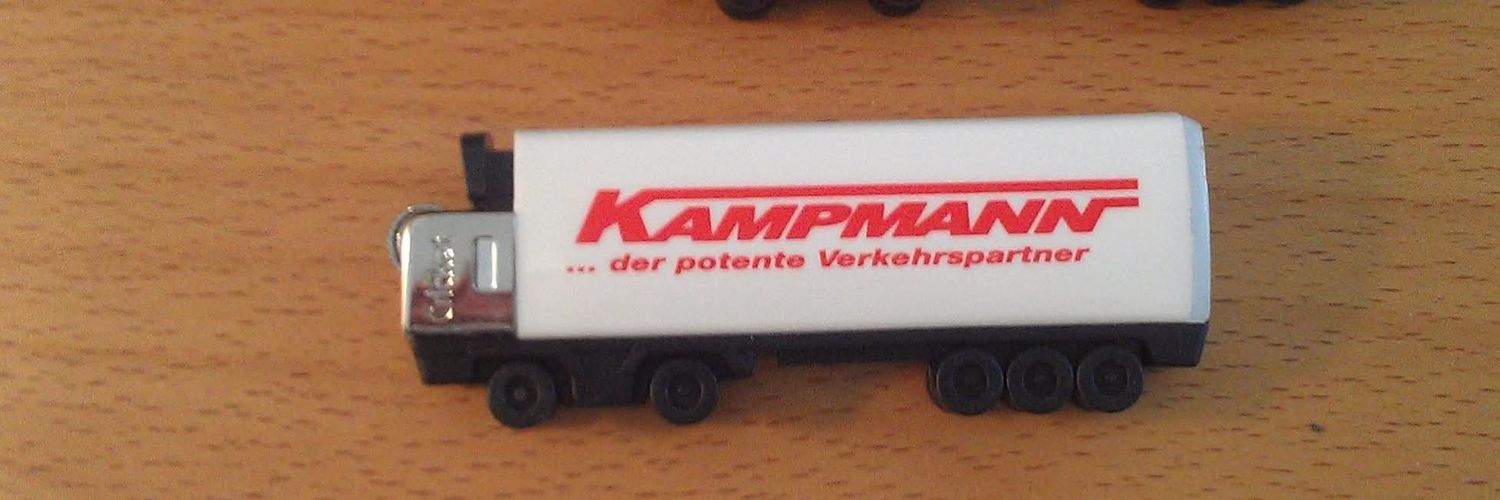 KAMPMANN
... der potente Verkehrspartner